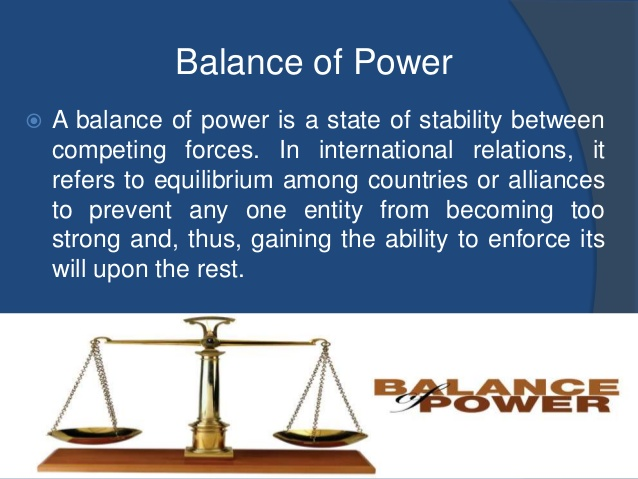 Balance of Power
A balance of power is a state of stability between
competing forces. In international relations, it
refers to equilibrium among countries or alliances
to prevent any one entity from becoming too
strong and, thus, gaining the ability to enforce its
will upon the rest.
BALANCE
of POWER